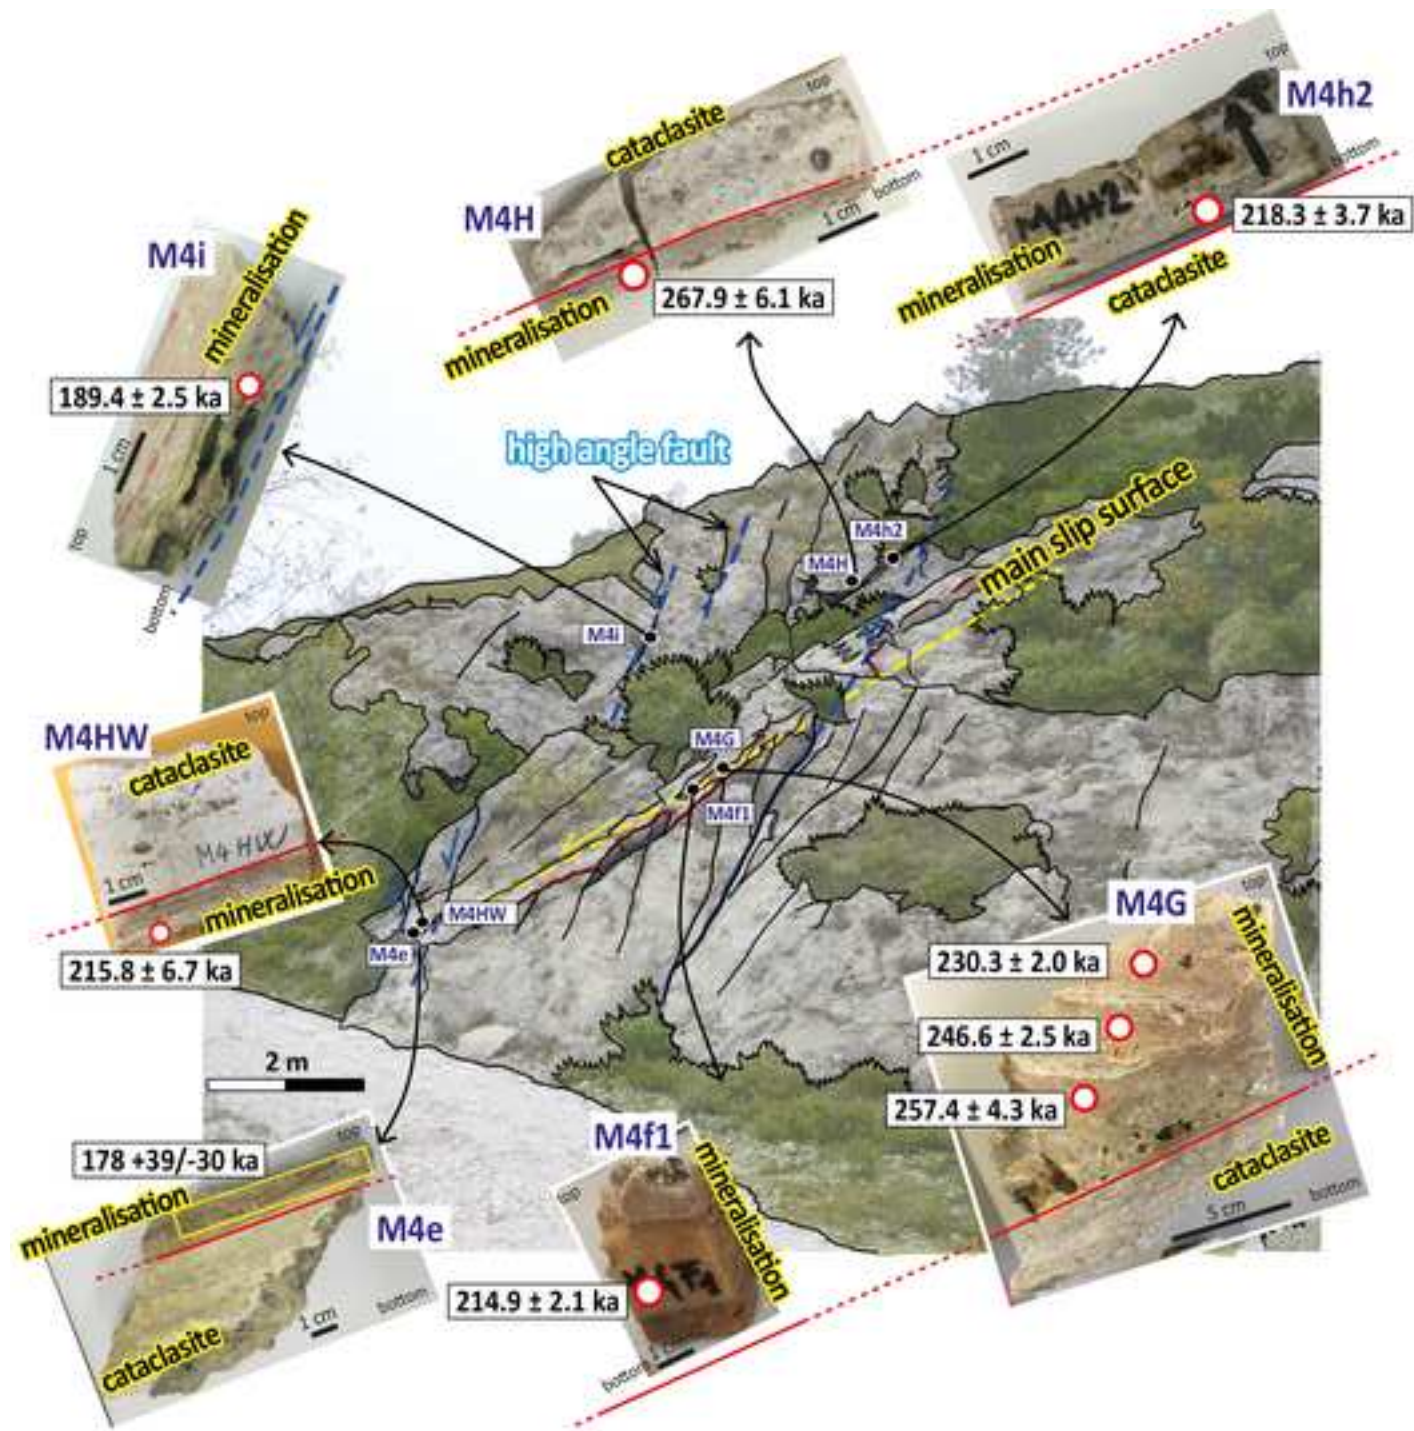 top
M4h2
1 cm
bottom
M4H2
218.3 ± 3.7 ka
mineralisation
cataclasite
top
cataclasite
M4H
bottom
1 cm
267.9 ± 6.1 ka
mineralisation
M4i
mineralisation
189.4 ± 2.5 ka
1 cm
top
bottom
high angle fault
main slip surface
M4h2
M4H
M4i
M4G
M4f1
M4HW
M4e
M4HW
top
cataclasite
M4 HW
1 cm
mineralisation
215.8 ± 6.7 ka
2 m
M4G
top
mineralisation
230.3 ± 2.0 ka
246.6 ± 2.5 ka
257.4 ± 4.3 ka
cataclasite
5 cm
bottom
178 +39/-30 ka
top
mineralisation
M4e
bottom
1 cm
cataclasite
M4f1
top
mineralisation
214.9 ± 2.1 ka
bottom
1 cm